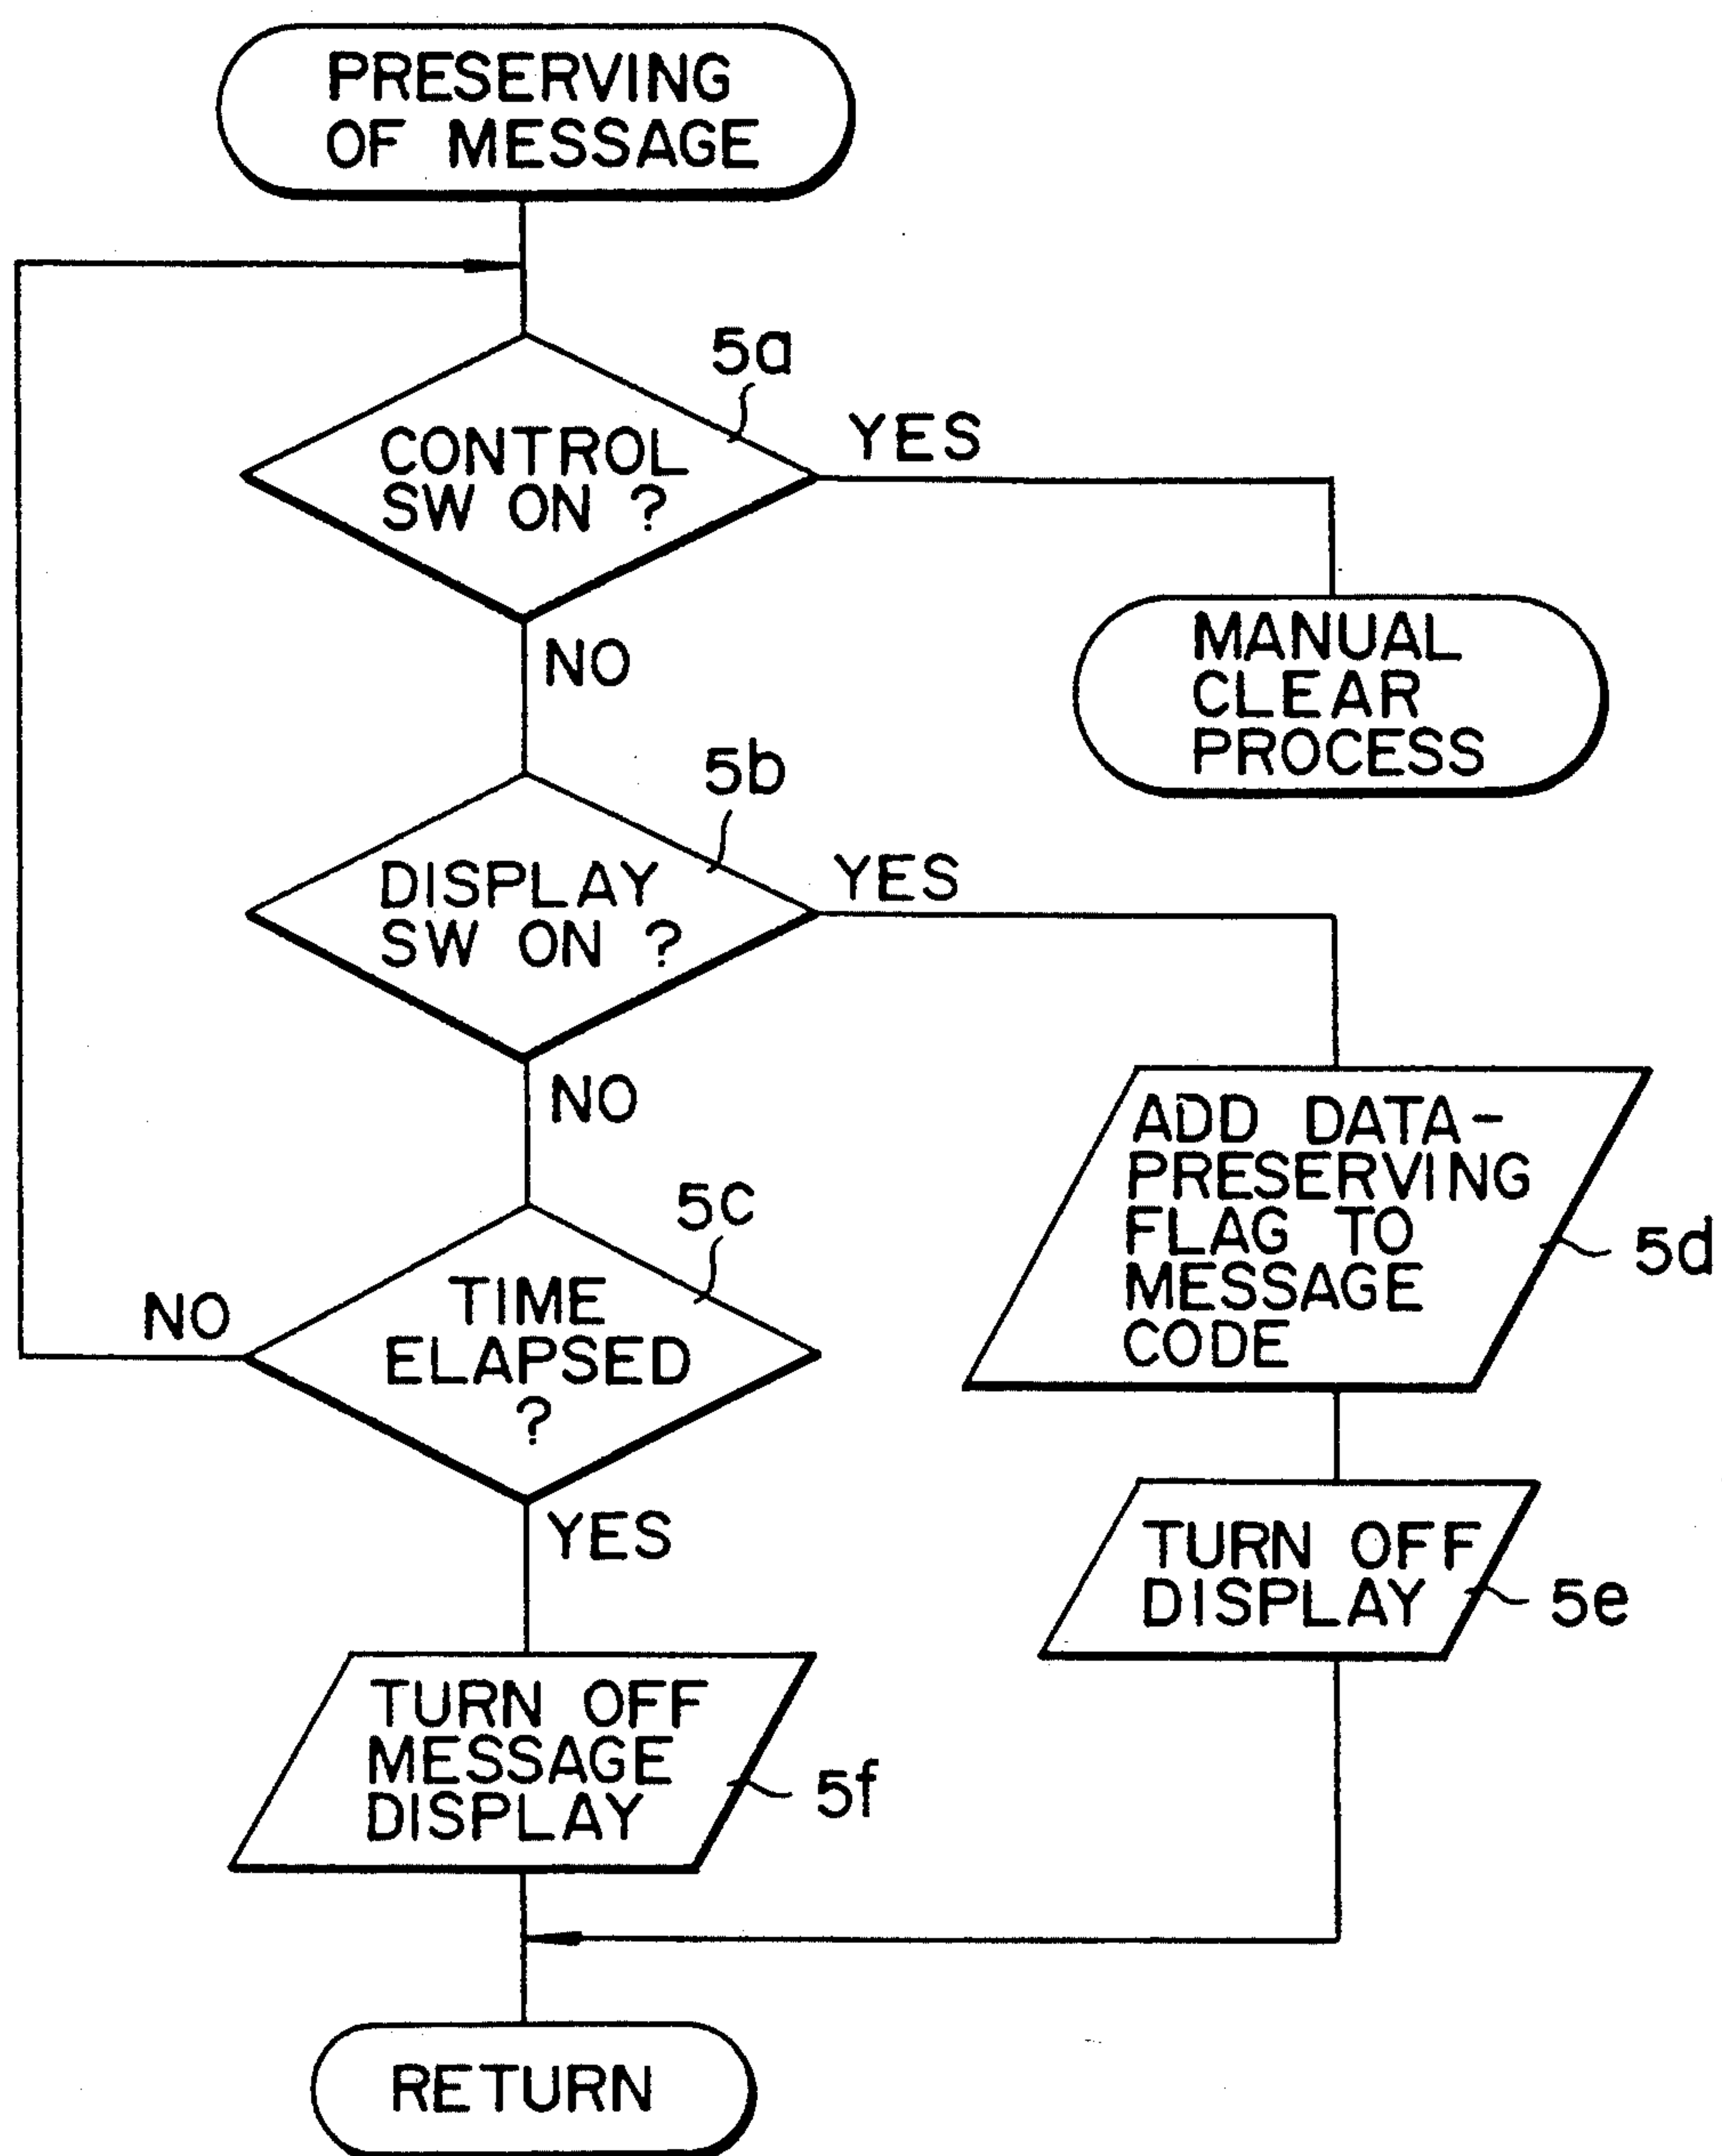 PRESERVING
OF MESSAGE
5a
CONTROL
SW ON ?
YES
NO
MANUAL
CLEAR
PROCESS
5b
DISPLAY
SW ON ?
YES
NO
ADD DATA-
PRESERVING
FLAG TO
MESSAGE
CODE
5d
5c
TIME
ELAPSED
?
NO
YES
TURN OFF
DISPLAY
5e
TURN OFF
MESSAGE
DISPLAY
5f
RETURN